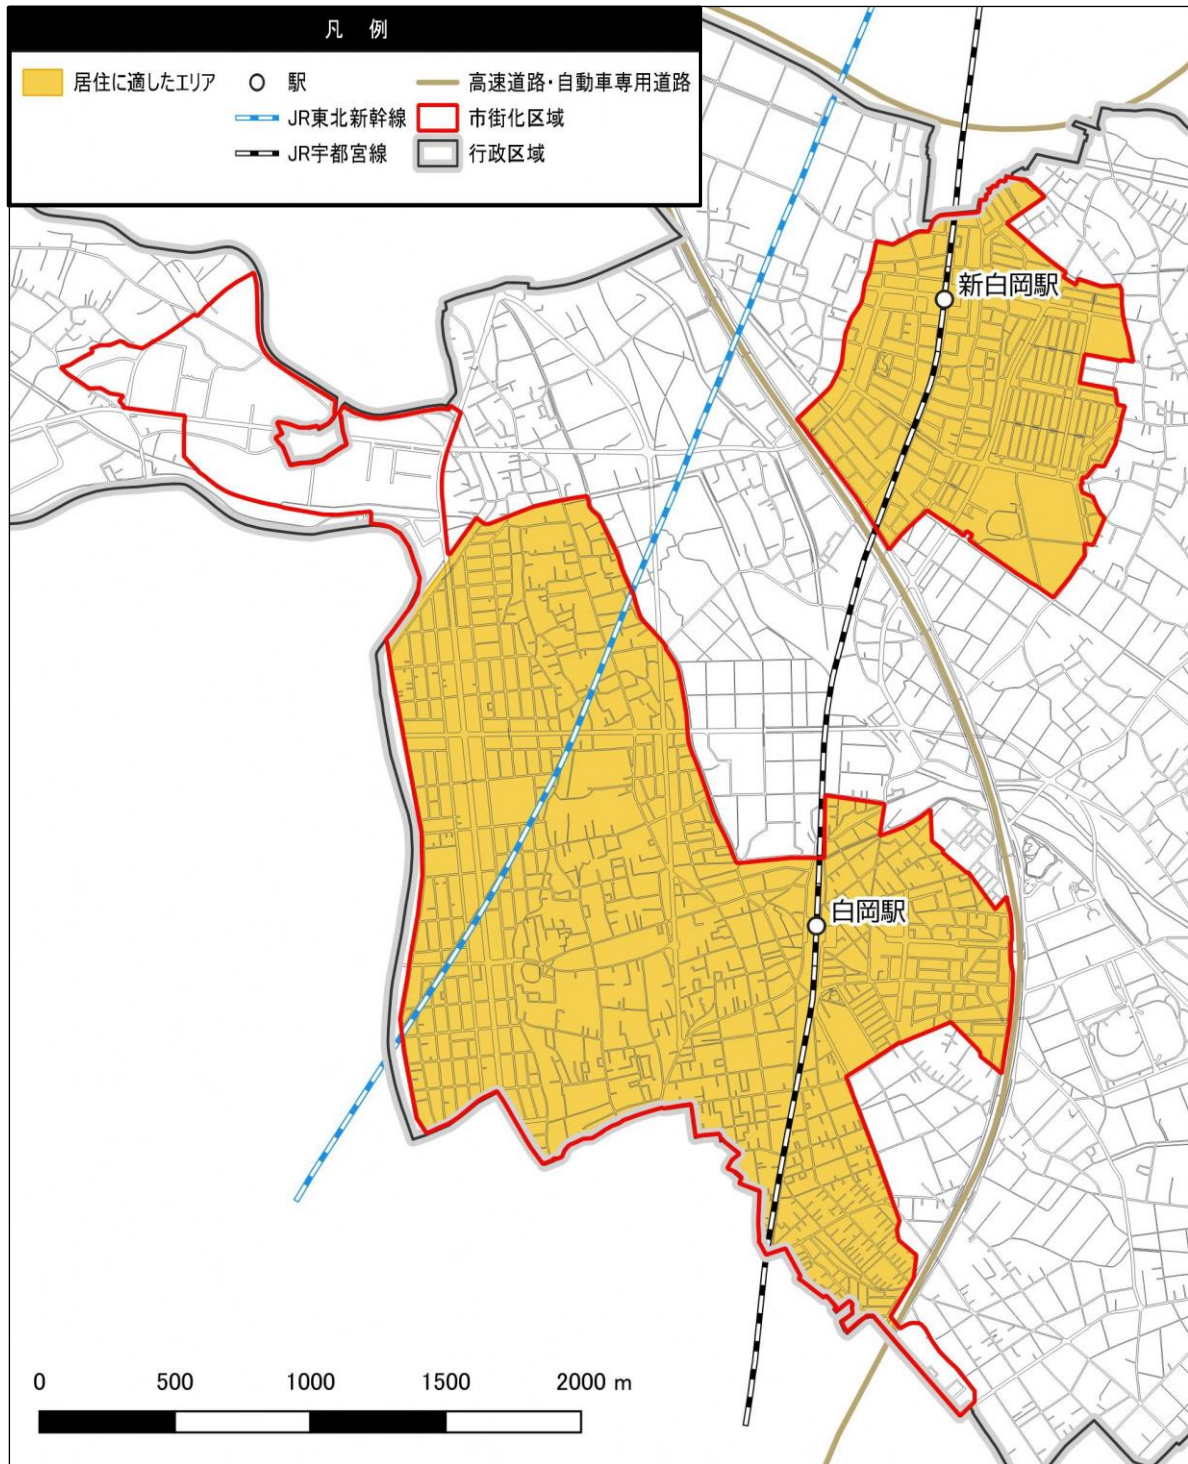 凡 例
居住に適したエリア
駅
高速道路・自動車専用道路
JR東北新幹線
市街化区域
JR宇都宮線
行政区域
新白岡駅
白岡駅
0 500 1000 1500 2000 m